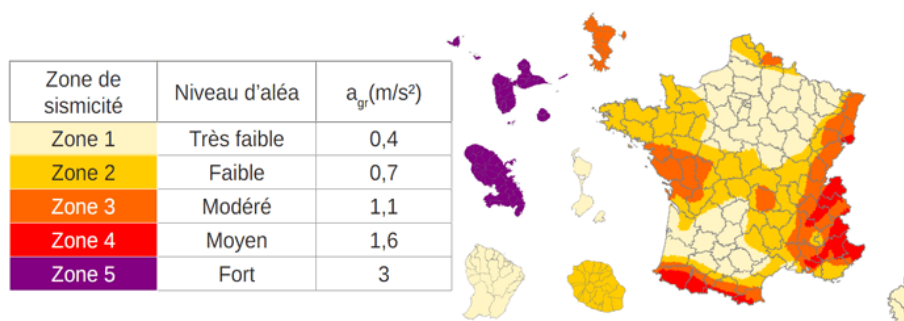 Zone de sismicité Niveau d'aléa a_gr(m/s²)
Zone 1 Très faible 0,4
Zone 2 Faible 0,7
Zone 3 Modéré 1,1
Zone 4 Moyen 1,6
Zone 5 Fort 3